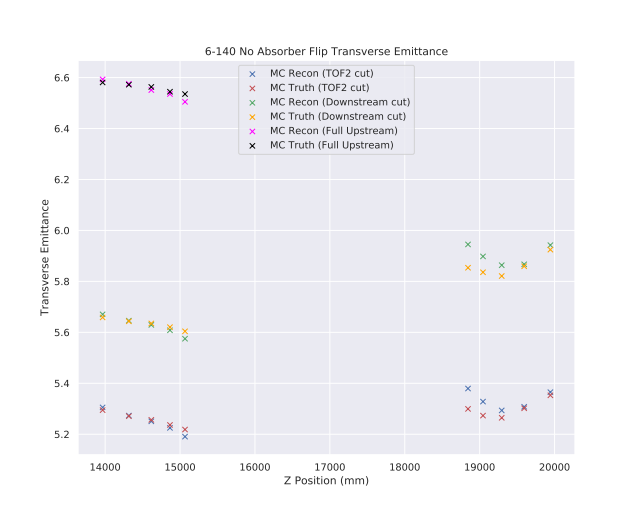 6-140 No Absorber Flip Transverse Emittance
MC Recon (TOF2 cut)
MC Truth (TOF2 cut)
MC Recon (Downstream cut)
MC Truth (Downstream cut)
MC Recon (Full Upstream)
MC Truth (Full Upstream)
Transverse Emittance
6.6
6.4
6.2
6.0
5.8
5.6
5.4
5.2
14000 15000 16000 17000 18000 19000 20000
Z Position (mm)